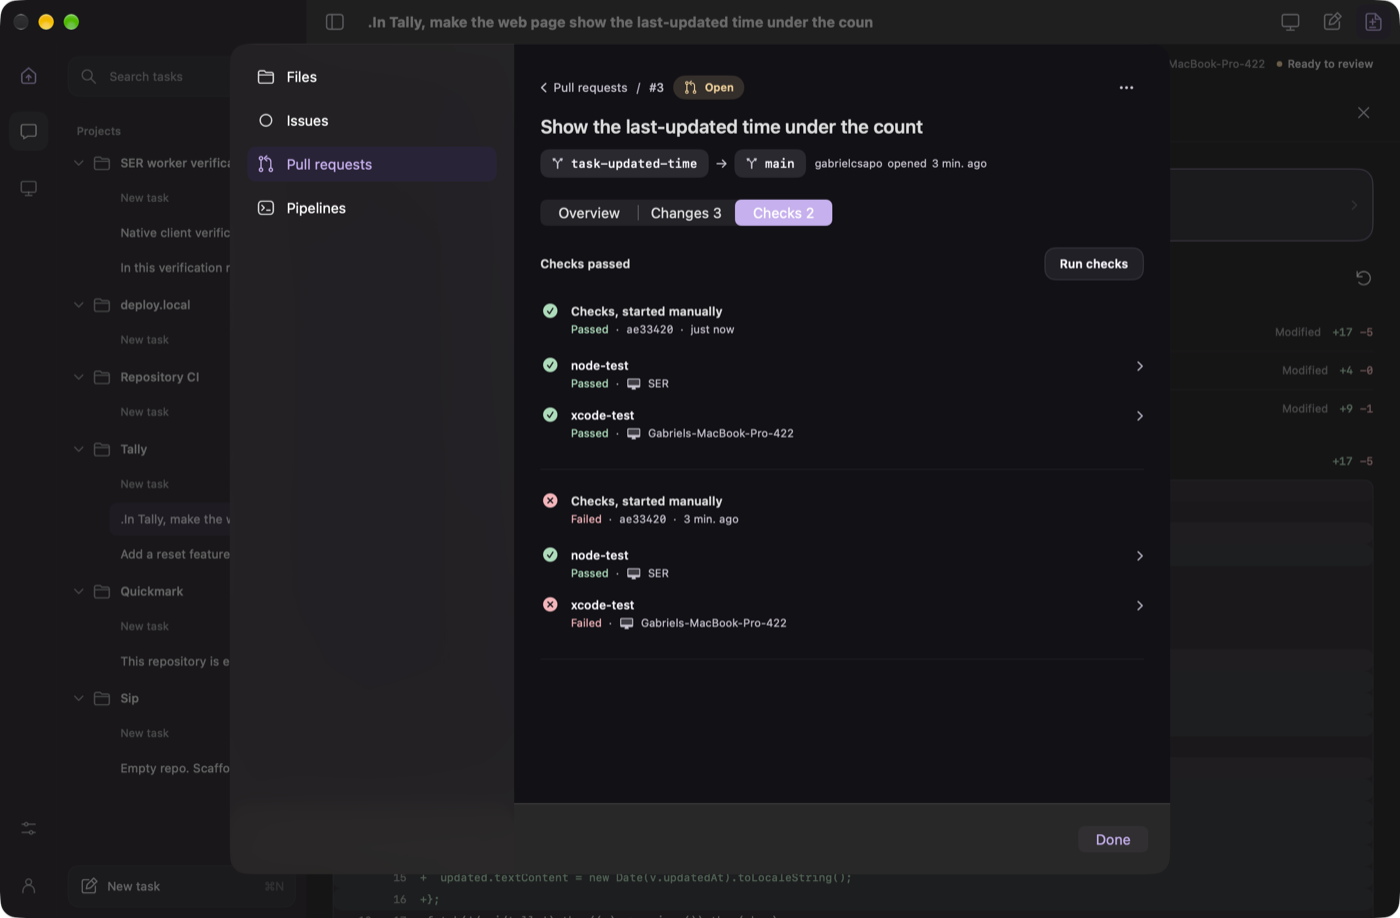 .In Tally, make the web page show the last-updated time under the coun
Search tasks
Projects
SER worker verifica
New task
Native client verific
In this verification r
deploy.local
New task
Repository CI
New task
Tally
New task
.In Tally, make the w
Add a reset feature
Quickmark
New task
This repository is e
Sip
New task
Empty repo. Scaffo
New task ⌘N
Files
Issues
Pull requests
Pipelines
Pull requests / #3 Open
Show the last-updated time under the count
task-updated-time → main gabrielcsapo opened 3 min. ago
Overview Changes 3 Checks 2
Checks passed Run checks
Checks, started manually
Passed · ae33420 · just now
node-test
Passed · SER
xcode-test
Passed · Gabriels-MacBook-Pro-422
Checks, started manually
Failed · ae33420 · 3 min. ago
node-test
Passed · SER
xcode-test
Failed · Gabriels-MacBook-Pro-422
Done
MacBook-Pro-422 Ready to review
Modified +17 −5
Modified +4 −0
Modified +9 −1
+17 −5
15 + updated.textContent = new Date(v.updatedAt).toLocaleString();
16 +};